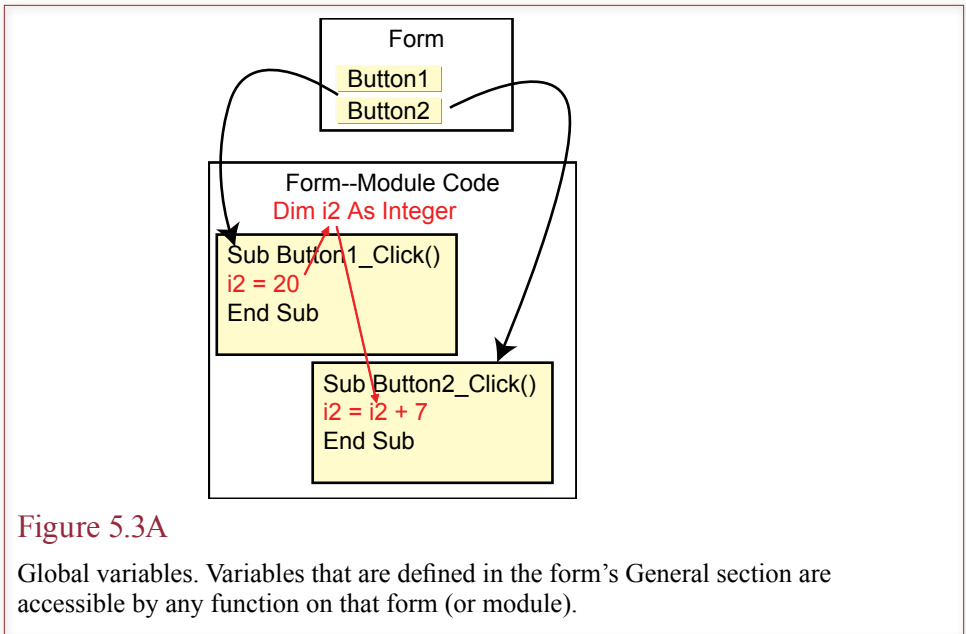 Form
Button1
Button2
Form--Module Code
Dim i2 As Integer
Sub Button1_Click()
i2 = 20
End Sub
Sub Button2_Click()
i2 = i2 + 7
End Sub
Figure 5.3A
Global variables. Variables that are defined in the form’s General section are
accessible by any function on that form (or module).